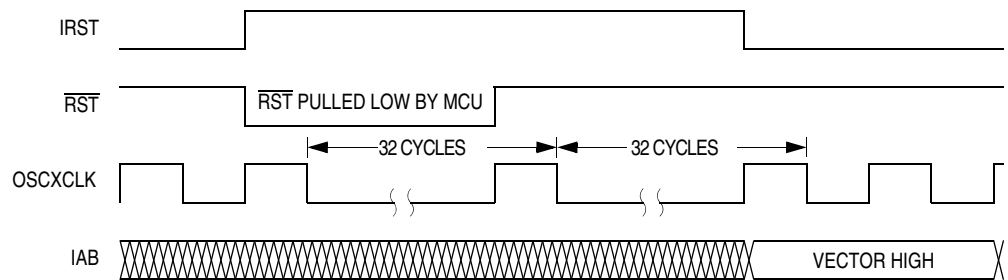 IRST
RST
RST PULLED LOW BY MCU
32 CYCLES 32 CYCLES
OSCXCLK
IAB
VECTOR HIGH